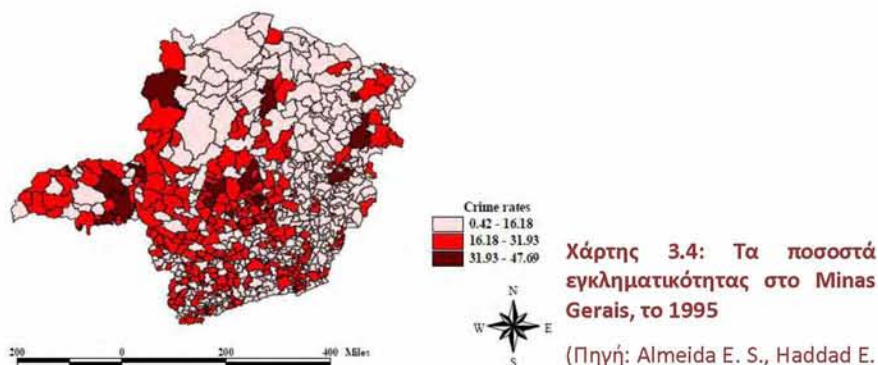 Crime rates
0.42 - 16.18
16.18 - 31.93
31.93 - 47.69
Χάρτης 3.4: Τα ποσοστά
εγκληματικότητας στο Minas
Gerais, το 1995
(Πηγή: Almeida E. S., Haddad E.
N
W E
S
200 0 200 400 Miles